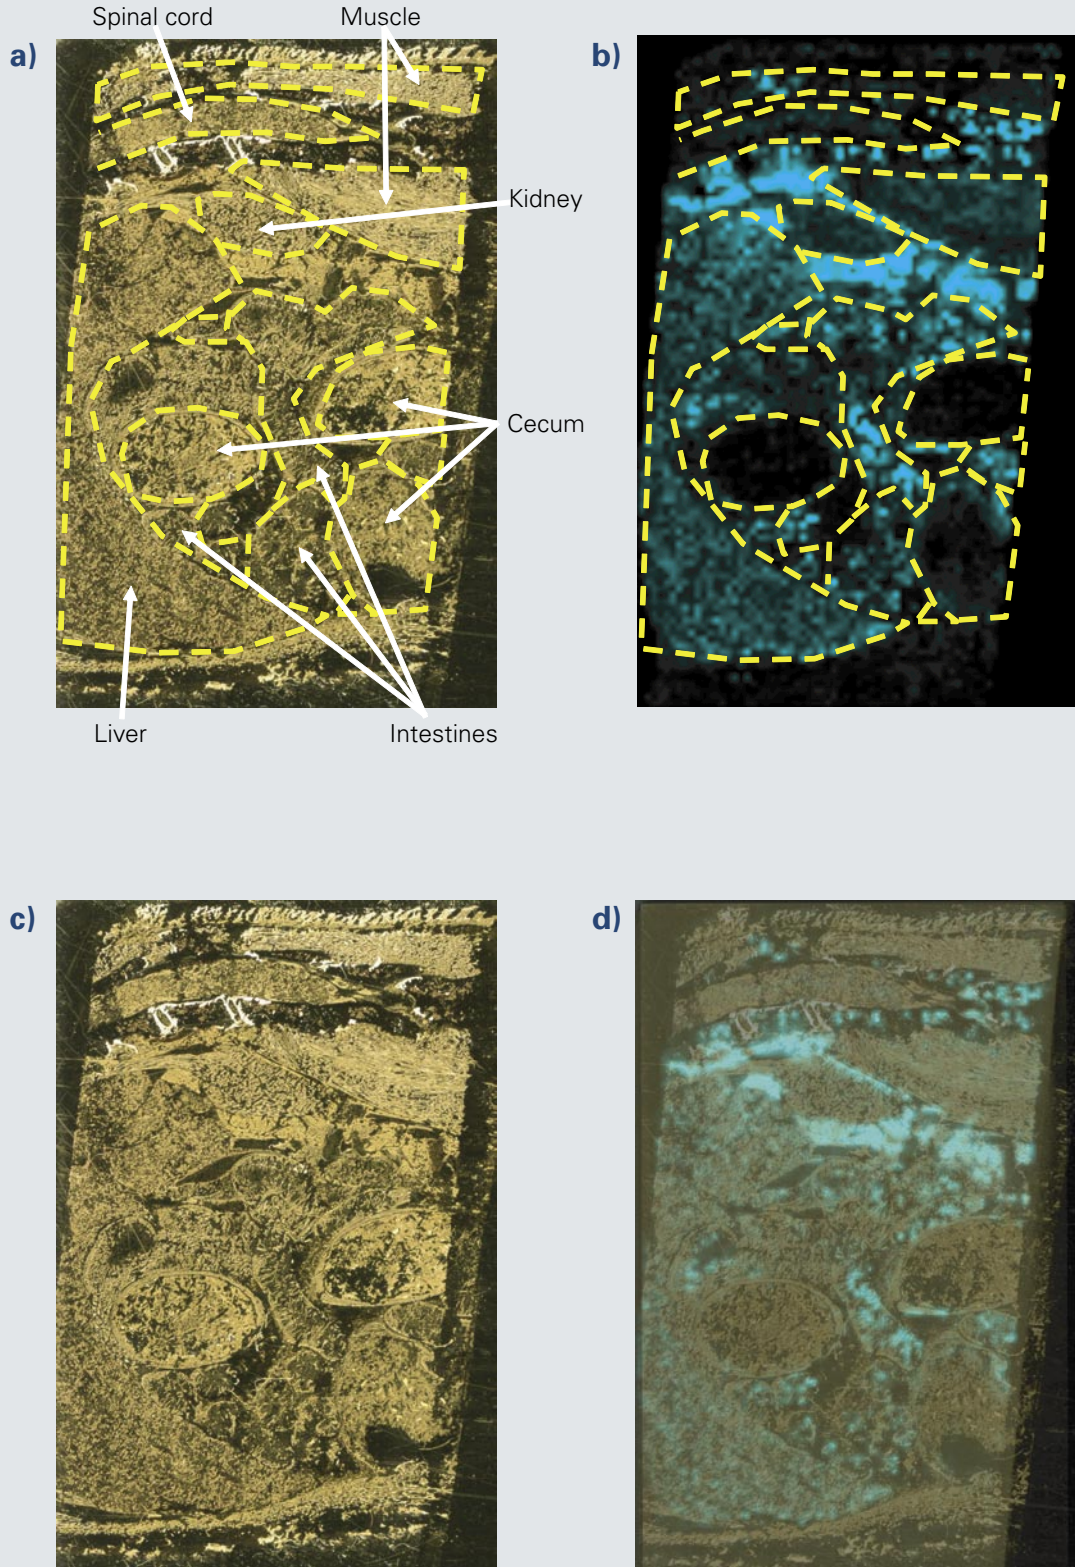 Spinal cord
Muscle
a)
b)
Kidney
Cecum
Liver
Intestines
c)
d)